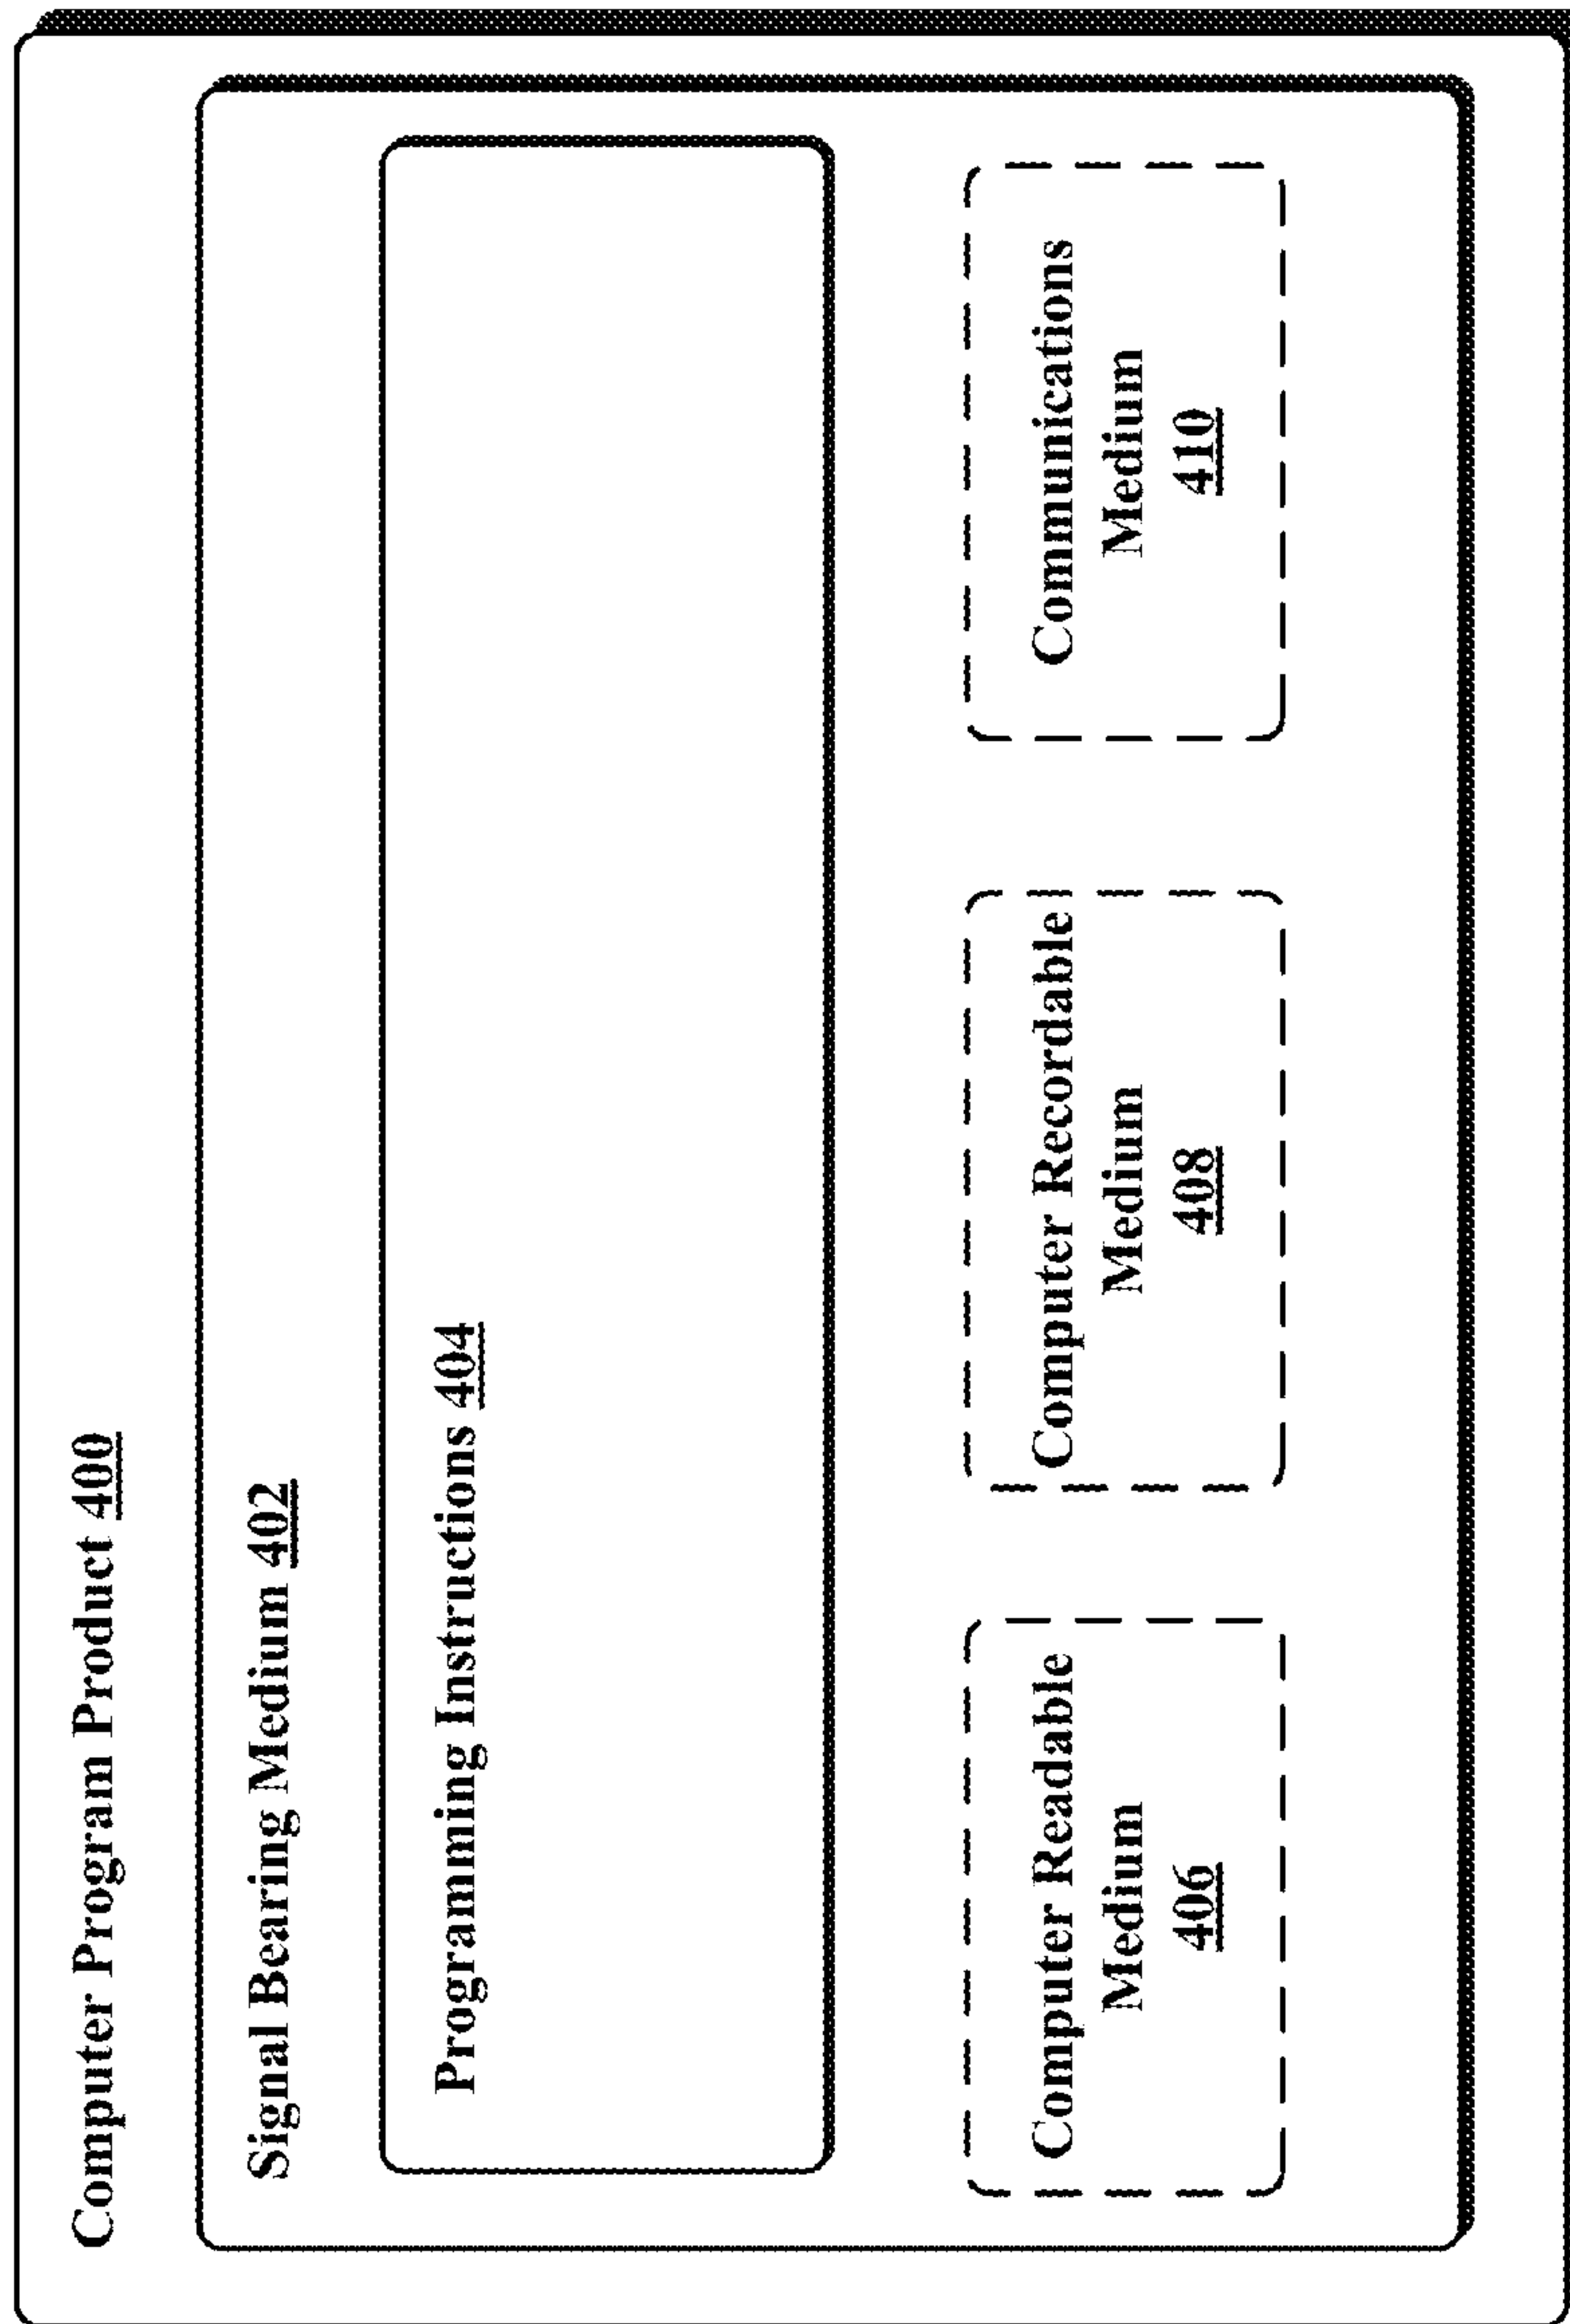 Computer Program Product 400
Signal Bearing Medium 402
Programming Instructions 404
Computer Readable
Medium
406
Computer Recordable
Medium
408
Communications
Medium
410